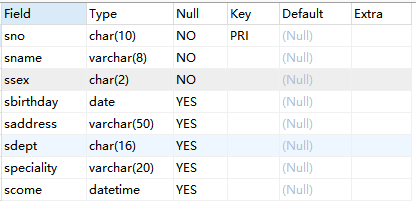 Field Type Null Key Default Extra
sno char(10) NO PRI (Null)
sname varchar(8) NO (Null)
ssex char(2) NO (Null)
sbirthday date YES (Null)
saddress varchar(50) YES (Null)
sdept char(16) YES (Null)
speciality varchar(20) YES (Null)
scome datetime YES (Null)